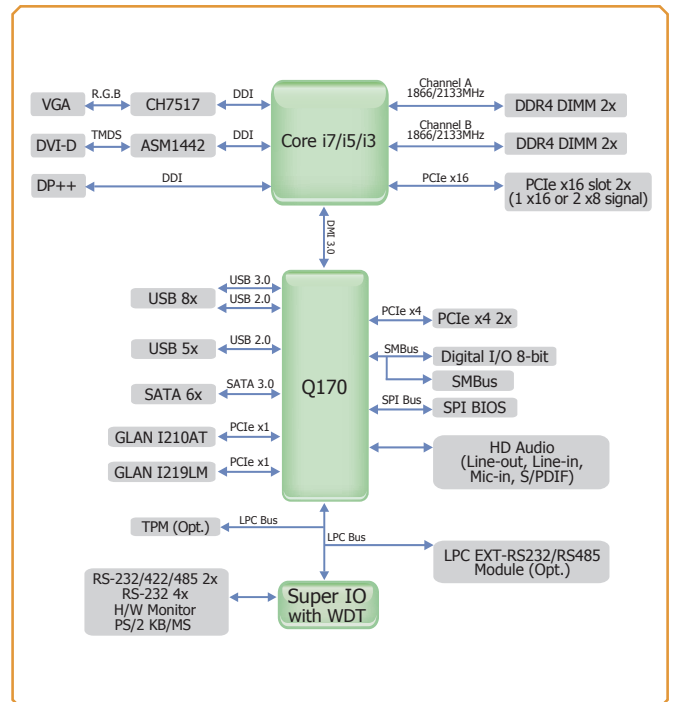 VGA
R.G.B
CH7517
DDI
Core i7/i5/i3
Channel A
1866/2133MHz
DDR4 DIMM 2x
DVI-D
TMDS
ASM1442
DDI
Channel B
1866/2133MHz
DDR4 DIMM 2x
DP++
DDI
PCIe x16
PCIe x16 slot 2x
(1 x16 or 2 x8 signal)
DMI 3.0
USB 8x
USB 3.0
USB 2.0
Q170
PCIe x4
PCIe x4 2x
USB 5x
USB 2.0
SMBus
Digital I/O 8-bit
SMBus
SATA 6x
SATA 3.0
SPI Bus
SPI BIOS
GLAN I210AT
PCIe x1
HD Audio
(Line-out, Line-in,
Mic-in, S/PDIF)
GLAN I219LM
PCIe x1
TPM (Opt.)
LPC Bus
LPC Bus
LPC EXT-RS232/RS485
Module (Opt.)
RS-232/422/485 2x
RS-232 4x
H/W Monitor
PS/2 KB/MS
Super IO
with WDT